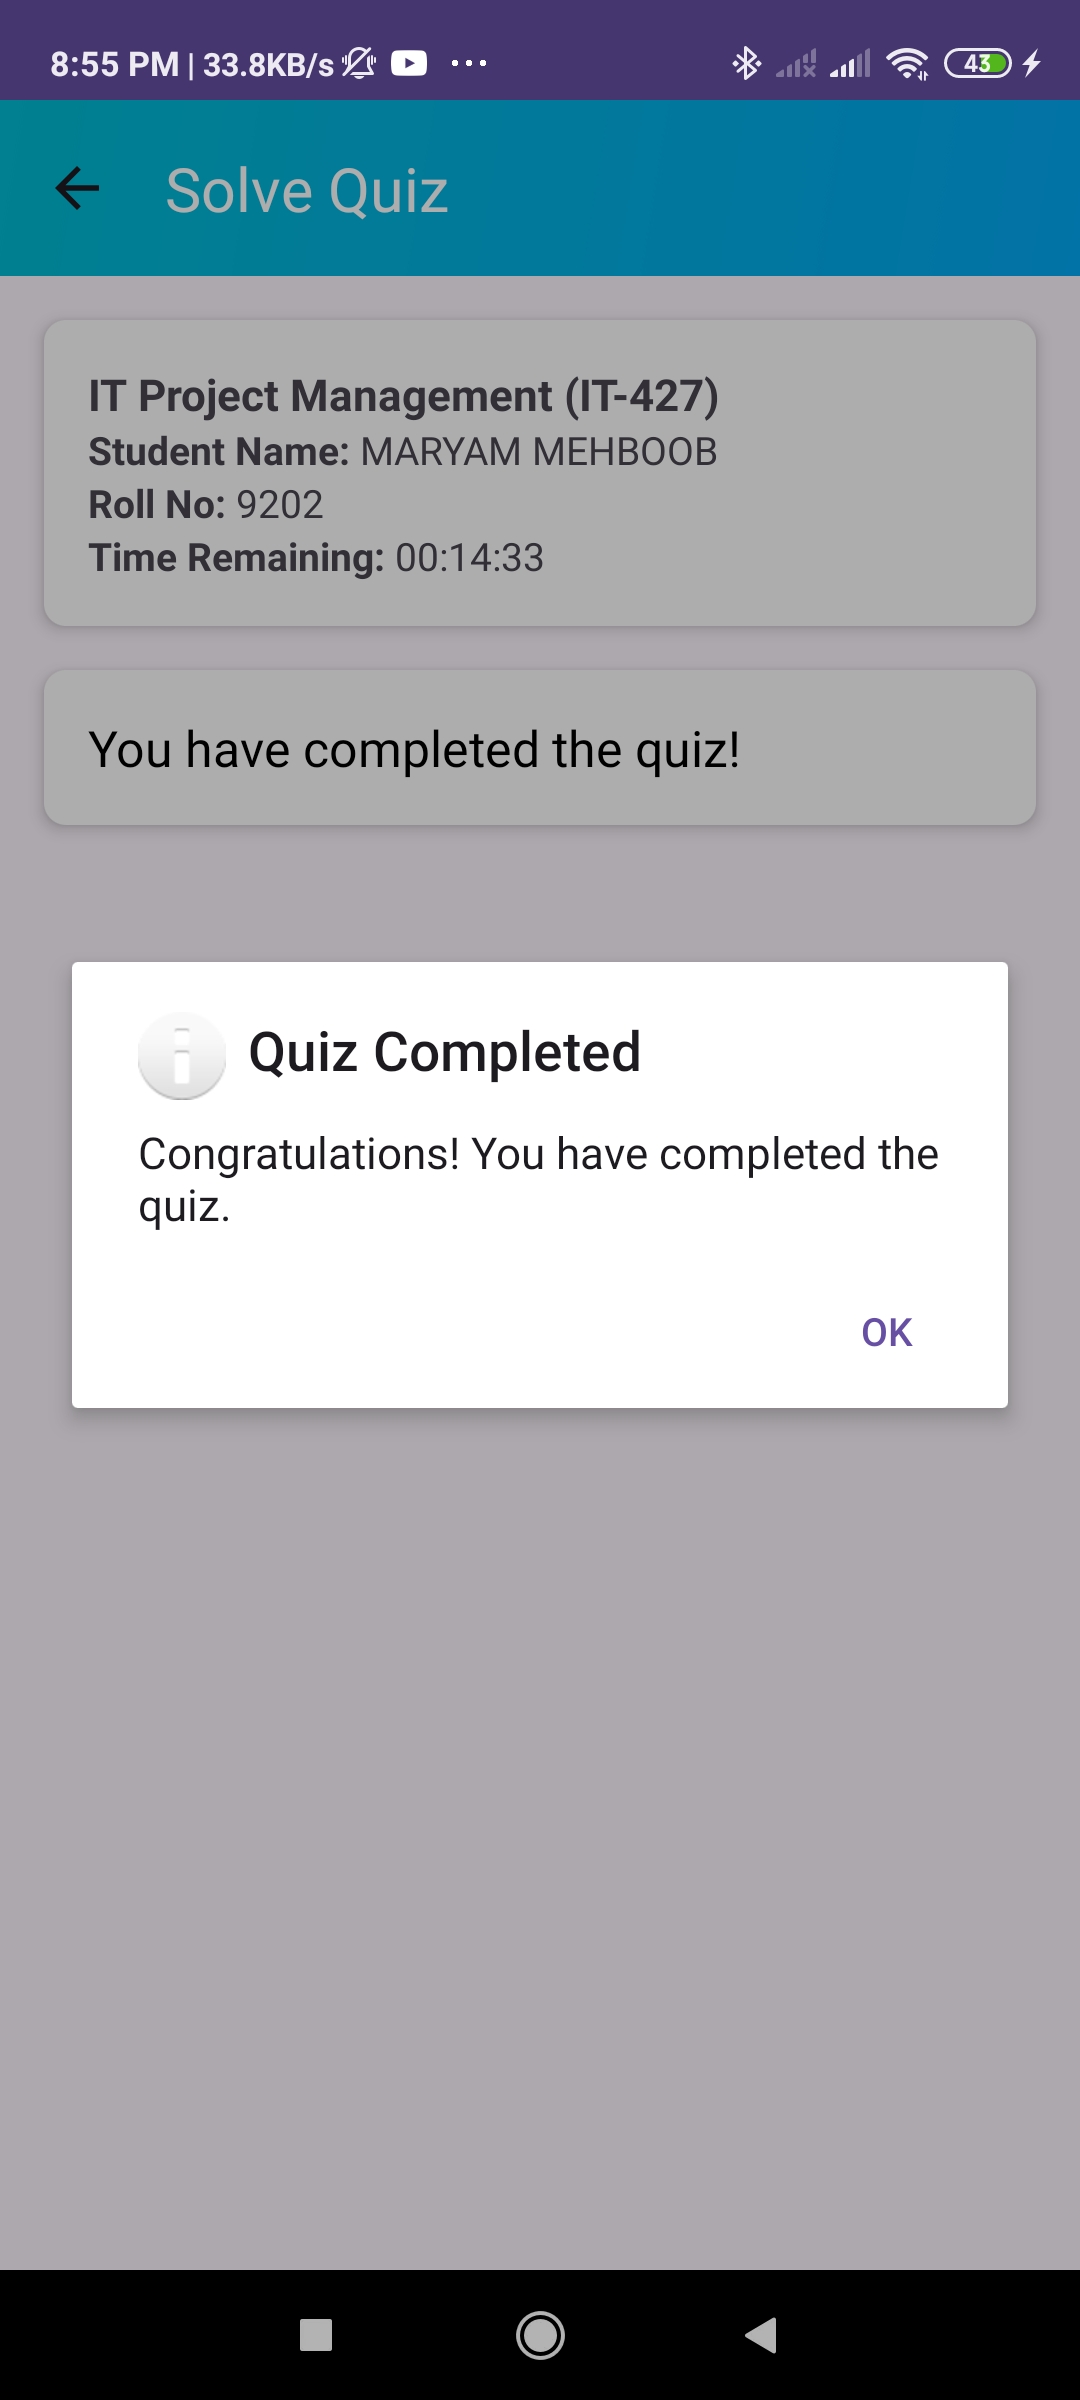 8:55 PM | 33.8KB/s
43
Solve Quiz
IT Project Management (IT-427)
Student Name: MARYAM MEHBOOB
Roll No: 9202
Time Remaining: 00:14:33
You have completed the quiz!
Quiz Completed
Congratulations! You have completed the
quiz.
OK